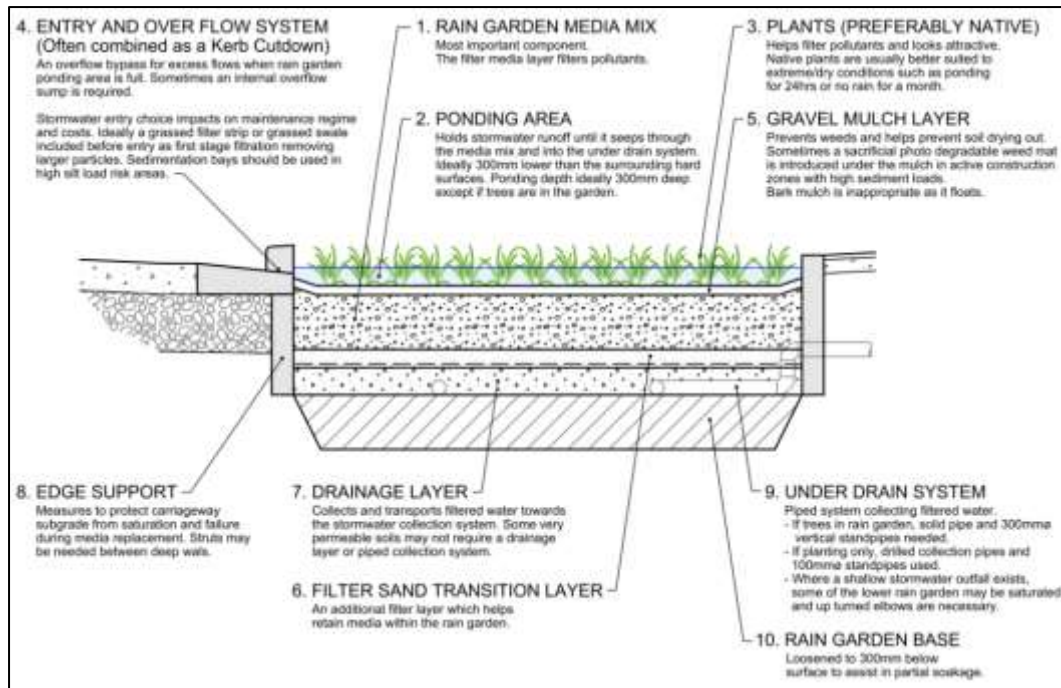 4. ENTRY AND OVER FLOW SYSTEM
(Often combined as a Kerb Cutdown)
An overflow bypass for excess flows when rain garden
ponding area is full. Sometimes an internal overflow
sump is required.
Stormwater entry choice impacts on maintenance regime
and costs. Ideally a grassed filter strip or grassed swale
included before entry as first stage filtration removing
larger particles. Sedimentation bays should be used in
high silt load risk areas.
1. RAIN GARDEN MEDIA MIX
Most important component.
The filter media layer filters pollutants.
2. PONDING AREA
Holds stormwater runoff until it seeps through
the media mix and into the under drain system.
Ideally 300mm lower than the surrounding hard
surfaces. Ponding depth ideally 300mm deep
except if trees are in the garden.
3. PLANTS (PREFERABLY NATIVE)
Helps filter pollutants and looks attractive.
Native plants are usually better suited to
extreme/dry conditions such as ponding
for 24hrs or no rain for a month.
5. GRAVEL MULCH LAYER
Prevents weeds and helps prevent soil drying out.
Sometimes a sacrificial photo degradable weed mat
is introduced under the mulch in active construction
zones with high sediment loads.
Bark mulch is inappropriate as it floats.
8. EDGE SUPPORT
Measures to protect carriageway
subgrade from saturation and failure
during media replacement. Struts may
be needed between deep wals.
7. DRAINAGE LAYER
Collects and transports filtered water towards
the stormwater collection system. Some very
permeable soils may not require a drainage
layer or piped collection system.
6. FILTER SAND TRANSITION LAYER
An additional filter layer which helps
retain media within the rain garden.
9. UNDER DRAIN SYSTEM
Piped system collecting filtered water.
- If trees in rain garden, solid pipe and 300mmø
vertical standpipes needed.
- If planting only, drilled collection pipes and
100mmø standpipes used.
- Where a shallow stormwater outfall exists,
some of the lower rain garden may be saturated
and up turned elbows are necessary.
10. RAIN GARDEN BASE
Loosened to 300mm below
surface to assist in partial soakage.